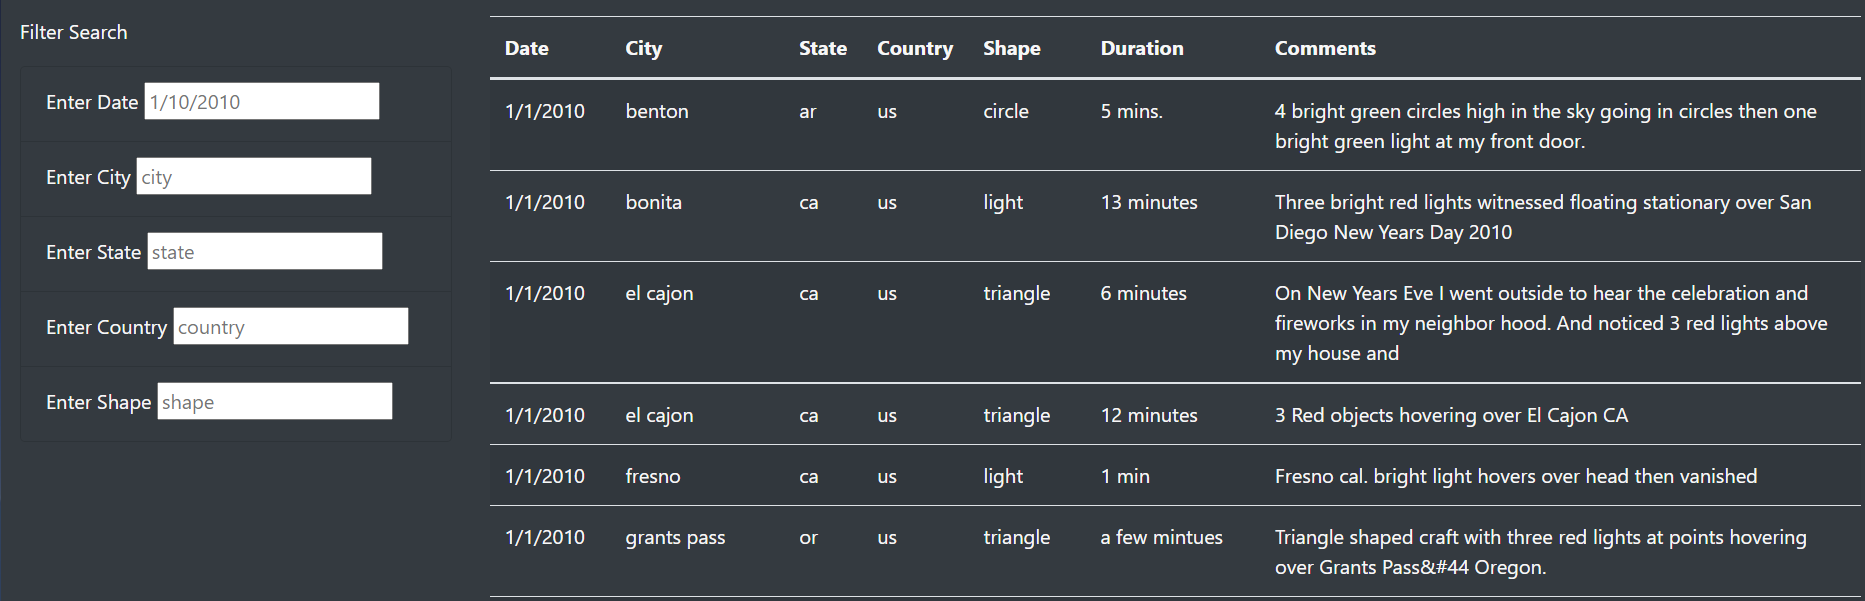 Filter Search
Enter Date 1/10/2010
Enter City city
Enter State state
Enter Country country
Enter Shape shape
Date City State Country Shape Duration Comments
1/1/2010 benton ar us circle 5 mins. 4 bright green circles high in the sky going in circles then one
bright green light at my front door.
1/1/2010 bonita ca us light 13 minutes Three bright red lights witnessed floating stationary over San
Diego New Years Day 2010
1/1/2010 el cajon ca us triangle 6 minutes On New Years Eve I went outside to hear the celebration and
fireworks in my neighbor hood. And noticed 3 red lights above
my house and
1/1/2010 el cajon ca us triangle 12 minutes 3 Red objects hovering over El Cajon CA
1/1/2010 fresno ca us light 1 min Fresno cal. bright light hovers over head then vanished
1/1/2010 grants pass or us triangle a few mintues Triangle shaped craft with three red lights at points hovering
over Grants Pass&#44 Oregon.